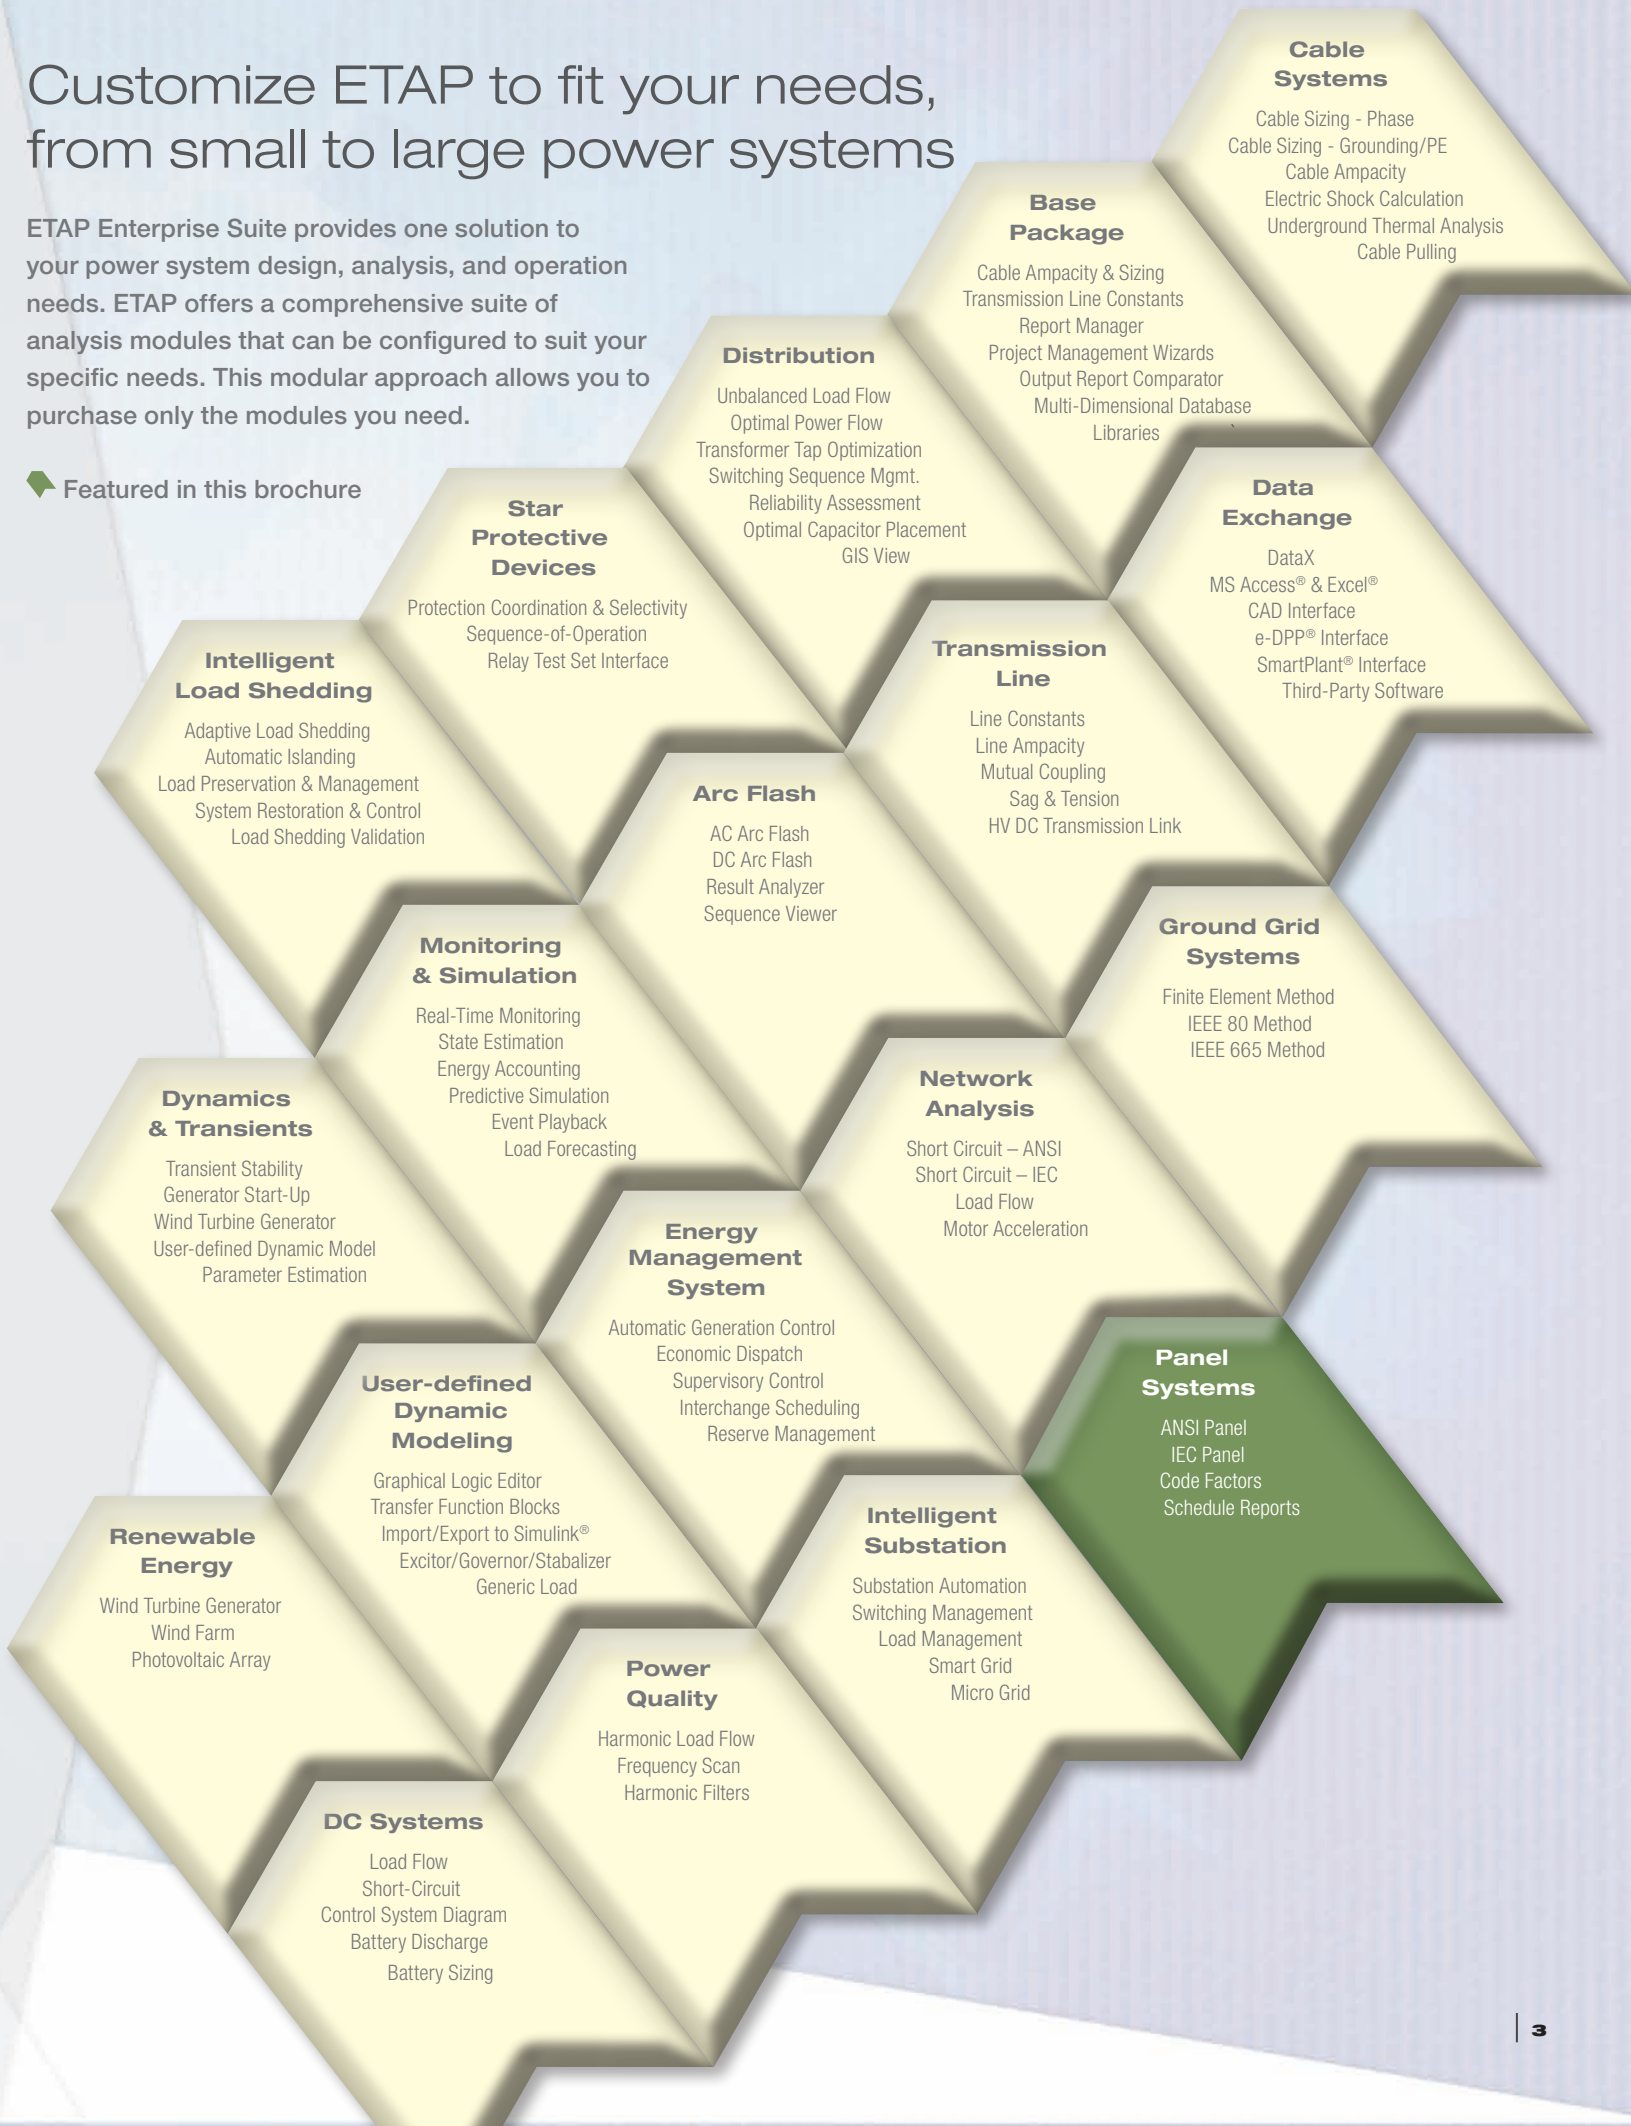 Customize ETAP to fit your needs,
from small to large power systems
ETAP Enterprise Suite provides one solution to
your power system design, analysis, and operation
needs. ETAP offers a comprehensive suite of
analysis modules that can be configured to suit your
specific needs. This modular approach allows you to
purchase only the modules you need.
Featured in this brochure
Cable
Systems
Cable Sizing - Phase
Cable Sizing - Grounding/PE
Cable Ampacity
Electric Shock Calculation
Underground Thermal Analysis
Cable Pulling
Base
Package
Cable Ampacity & Sizing
Transmission Line Constants
Report Manager
Project Management Wizards
Output Report Comparator
Multi-Dimensional Database
Libraries `
Distribution
Unbalanced Load Flow
Optimal Power Flow
Transformer Tap Optimization
Switching Sequence Mgmt.
Reliability Assessment
Optimal Capacitor Placement
GIS View
Star
Protective
Devices
Protection Coordination & Selectivity
Sequence-of-Operation
Relay Test Set Interface
Intelligent
Load Shedding
Adaptive Load Shedding
Automatic Islanding
Load Preservation & Management
System Restoration & Control
Load Shedding Validation
Data
Exchange
DataX
MS Access® & Excel®
CAD Interface
e-DPP® Interface
SmartPlant® Interface
Third-Party Software
Transmission
Line
Line Constants
Line Ampacity
Mutual Coupling
Sag & Tension
HV DC Transmission Link
Arc Flash
AC Arc Flash
DC Arc Flash
Result Analyzer
Sequence Viewer
Monitoring
& Simulation
Real-Time Monitoring
State Estimation
Energy Accounting
Predictive Simulation
Event Playback
Load Forecasting
Dynamics
& Transients
Transient Stability
Generator Start-Up
Wind Turbine Generator
User-defined Dynamic Model
Parameter Estimation
Ground Grid
Systems
Finite Element Method
IEEE 80 Method
IEEE 665 Method
Network
Analysis
Short Circuit – ANSI
Short Circuit – IEC
Load Flow
Motor Acceleration
Energy
Management
System
Automatic Generation Control
Economic Dispatch
Supervisory Control
Interchange Scheduling
Reserve Management
User-defined
Dynamic
Modeling
Graphical Logic Editor
Transfer Function Blocks
Import/Export to Simulink®
Excitor/Governor/Stabalizer
Generic Load
Renewable
Energy
Wind Turbine Generator
Wind Farm
Photovoltaic Array
Panel
Systems
ANSI Panel
IEC Panel
Code Factors
Schedule Reports
Intelligent
Substation
Substation Automation
Switching Management
Load Management
Smart Grid
Micro Grid
Power
Quality
Harmonic Load Flow
Frequency Scan
Harmonic Filters
DC Systems
Load Flow
Short-Circuit
Control System Diagram
Battery Discharge
Battery Sizing
3